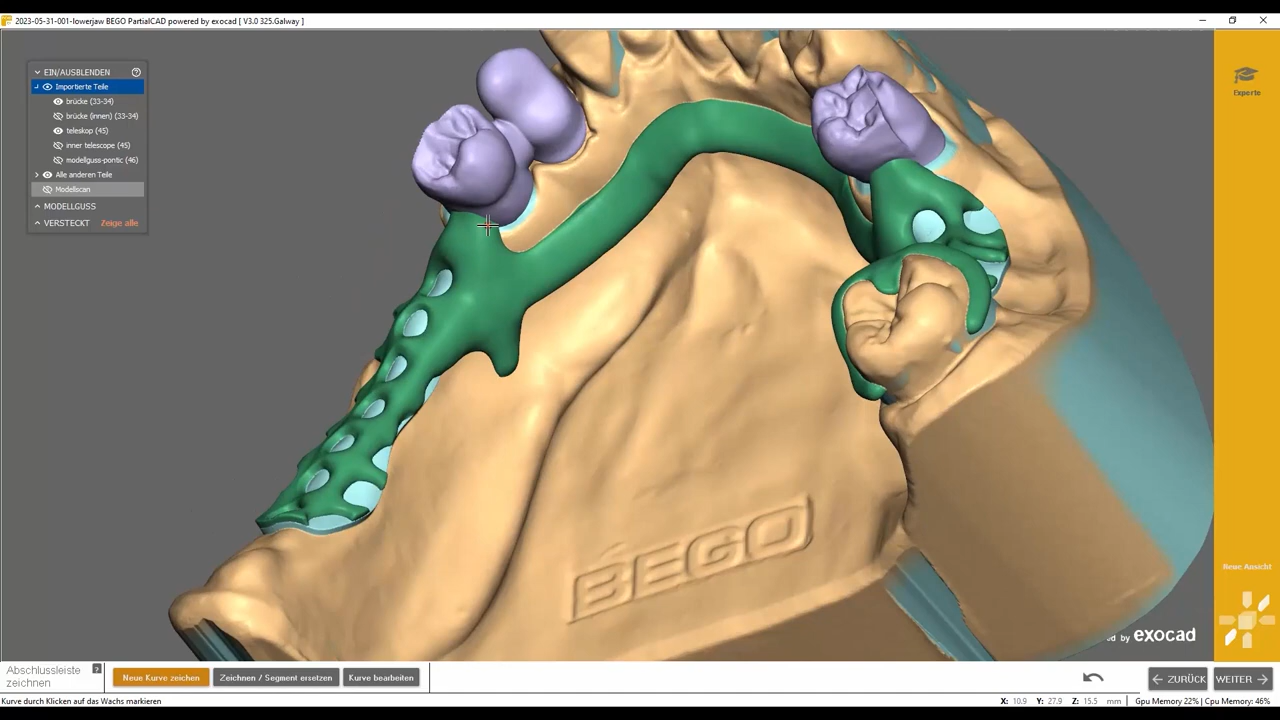 2023-05-31-001-lowerjaw BEGO PartialCAD powered by exocad [ V3.0 325.Galway ]
EIN/AUSBLENDEN
Importierte Teile
brücke (33-34)
brücke (innen) (33-34)
teleskop (45)
inner telescope (45)
modellguss-pontic (46)
Alle anderen Teile
Modellscan
MODELLGUSS
VERSTECKT Zeige alle
Experte
BEGO
Neue Ansicht
d by exocad
Abschlussleiste
zeichnen
Neue Kurve zeichen
Zeichnen / Segment ersetzen
Kurve bearbeiten
ZURÜCK
WEITER
Kurve durch Klicken auf das Wachs markieren
X: 10.9 Y: 27.9 Z: 15.5 mm
Gpu Memory 22% | Cpu Memory: 46%